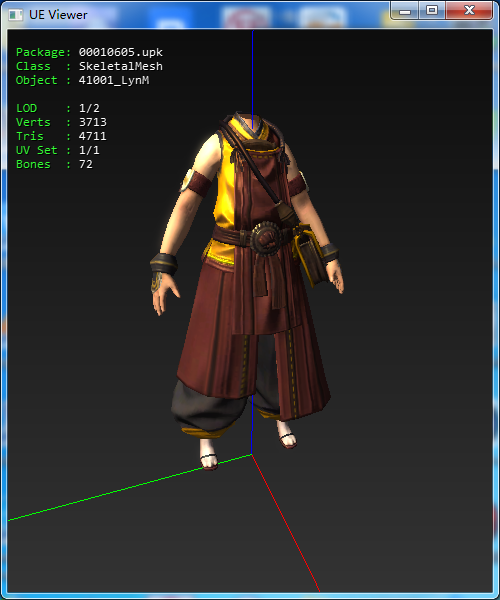 UE Viewer
Package: 00010605.upk
Class : SkeletalMesh
Object : 41001_LynM
LOD : 1/2
Verts : 3713
Tris : 4711
UV Set : 1/1
Bones : 72